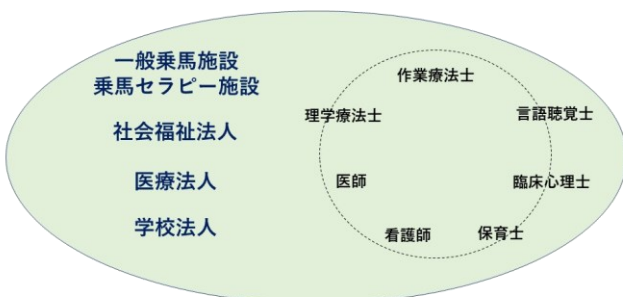 一般乗馬施設
乗馬セラピー施設
社会福祉法人
医療法人
学校法人
作業療法士
理学療法士
言語聴覚士
医師
臨床心理士
看護師
保育士